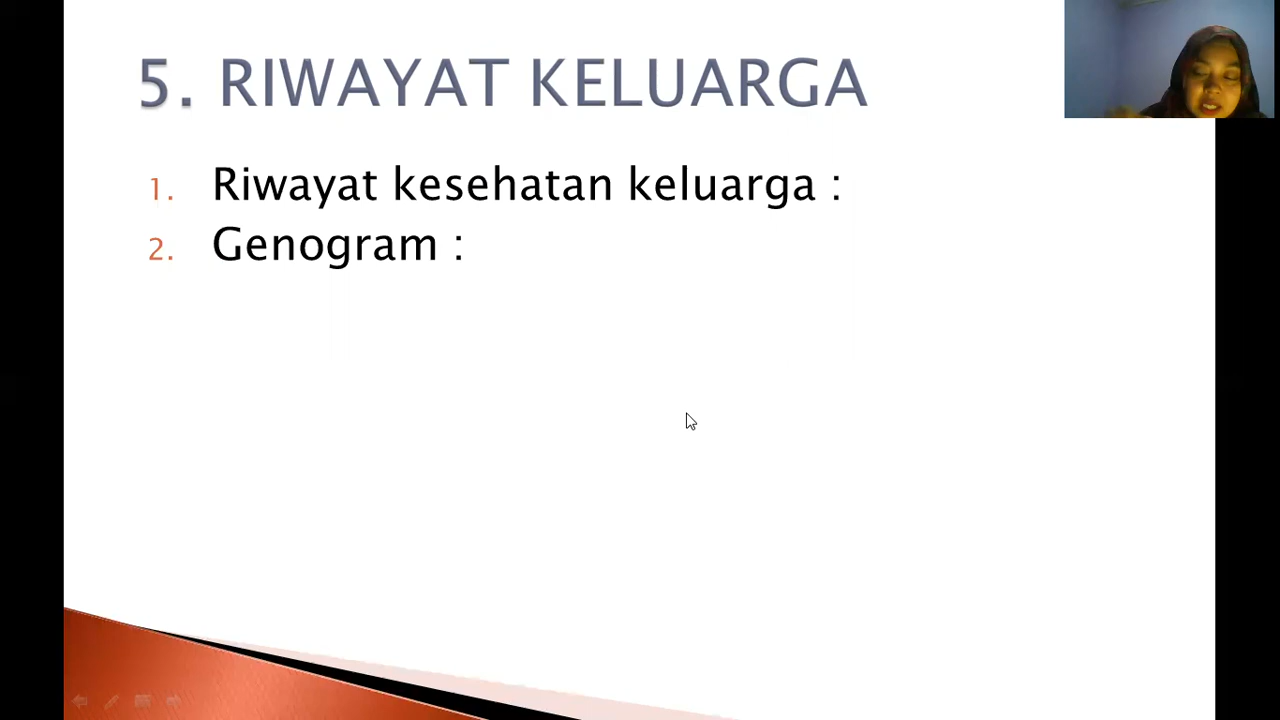 5. RIWAYAT KELUARGA
1. Riwayat kesehatan keluarga :
2. Genogram :